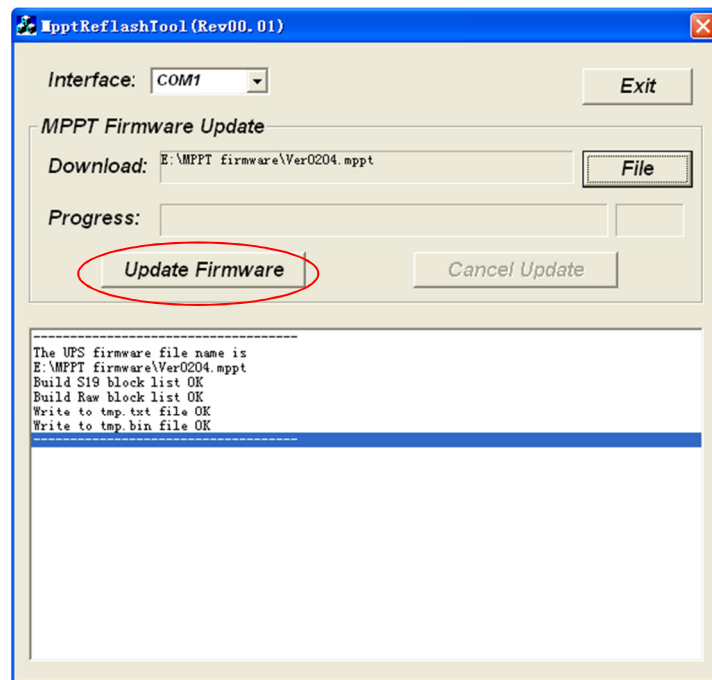 MpptReflashTool(Rev00.01)
Interface: COM1
Exit
MPPT Firmware Update
Download: E:\MPPT firmware\Ver0204.mppt File
Progress:
Update Firmware Cancel Update
-----------------------------------
The UPS firmware file name is
E:\MPPT firmware\Ver0204.mppt
Build S19 block list OK
Build Raw block list OK
Write to tmp.txt file OK
Write to tmp.bin file OK
-----------------------------------